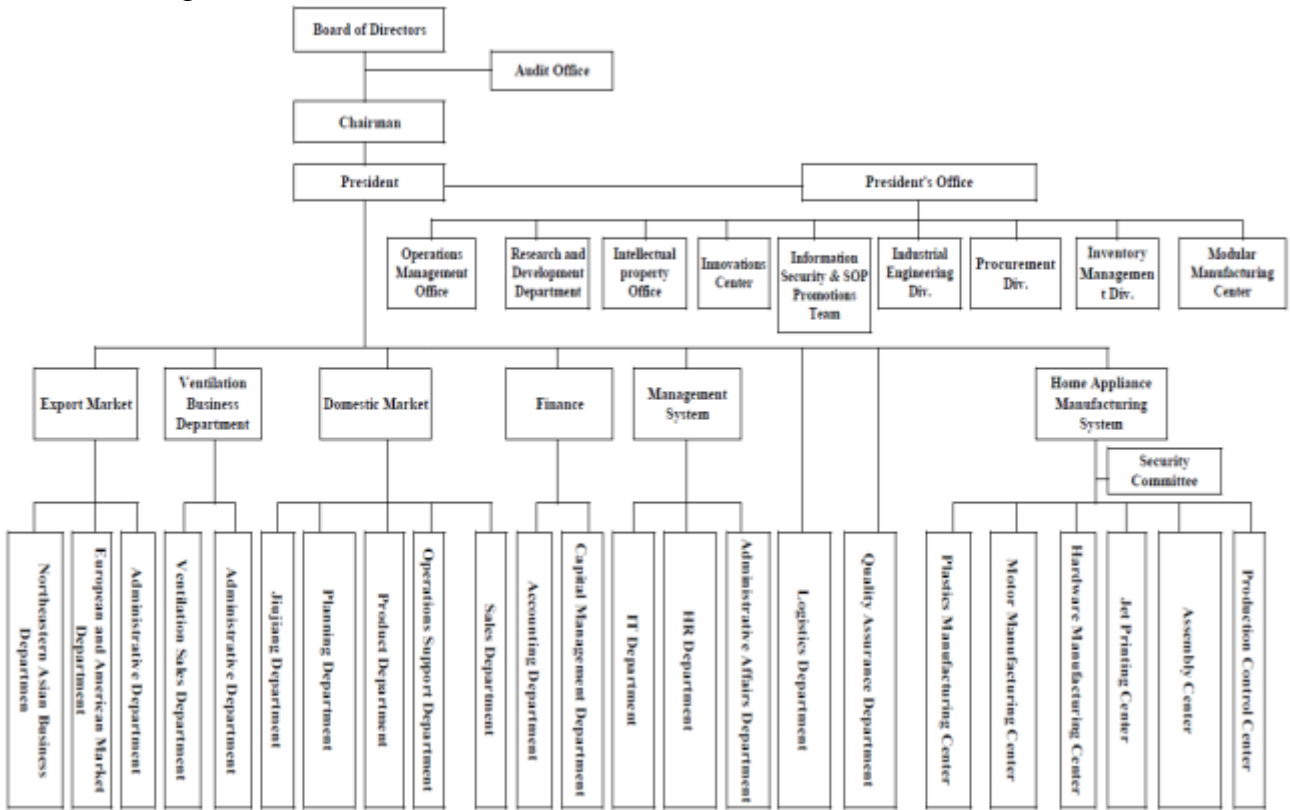 Board of Directors
Audit Office
Chairman
President
President's Office
Operations
Management
Office
Research and
Development
Department
Intellectual
property
Office
Innovations
Center
Information
Security & SOP
Promotions
Team
Industrial
Engineering
Div.
Procurement
Div.
Inventory
Managemen
t Div.
Modular
Manufacturing
Center
Export Market
Ventilation
Business
Department
Domestic Market
Finance
Management
System
Home Appliance
Manufacturing
System
Security
Committee
Northeastern Asian Business
Departmen
European and American Market
Department
Administrative Department
Ventilation Sales Department
Administrative Department
Jiujiang Department
Planning Department
Product Department
Operations Support Department
Sales Department
Accounting Department
Capital Management Department
IT Department
HR Department
Administrative Affairs Department
Logistics Department
Quality Assurance Department
Plastics Manufacturing Center
Motor Manufacturing Center
Hardware Manufacturing Center
Jet Printing Center
Assembly Center
Production Control Center